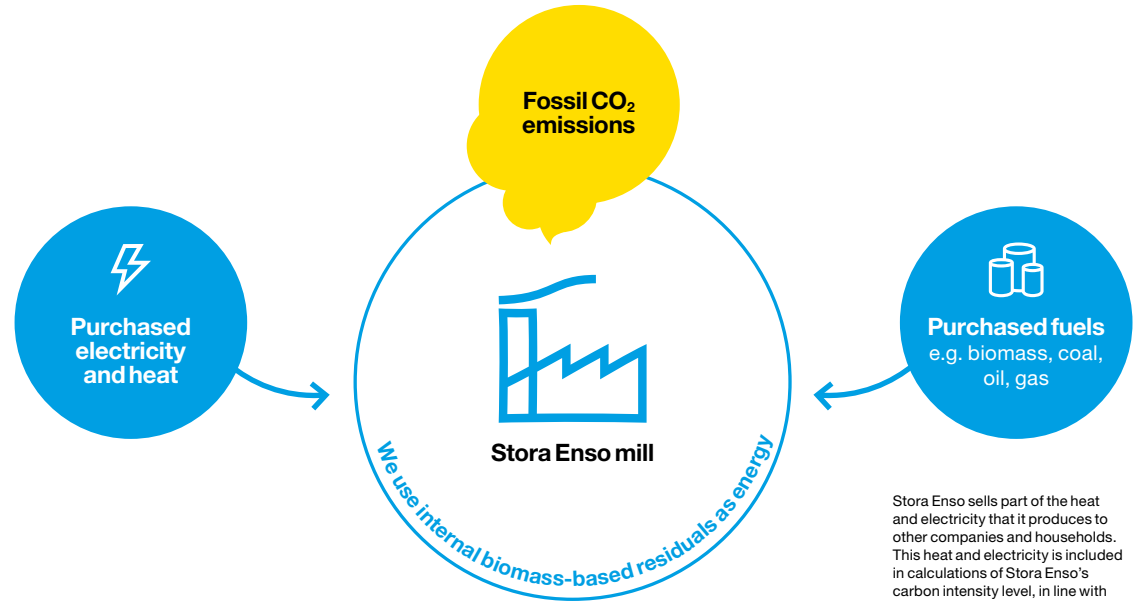 Fossil CO₂
emissions
Purchased
electricity
and heat
Purchased fuels
e.g. biomass, coal,
oil, gas
Stora Enso mill
We use internal biomass-based residuals as energy
Stora Enso sells part of the heat
and electricity that it produces to
other companies and households.
This heat and electricity is included
in calculations of Stora Enso’s
carbon intensity level, in line with